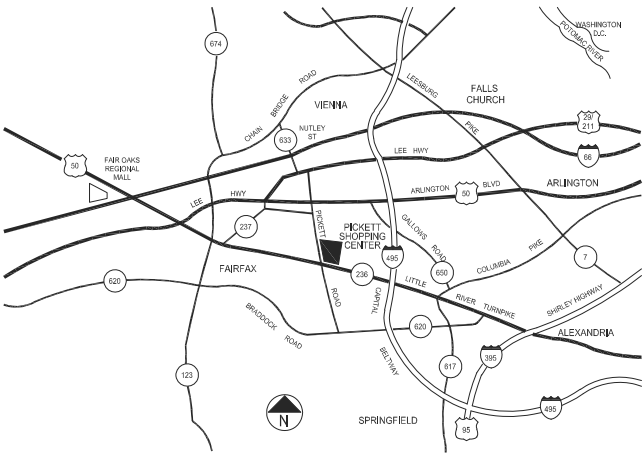 WASHINGTON
D.C.
POTOMAC RIVER
674
CHAIN BRIDGE ROAD
LEESBURG PIKE
VIENNA
FALLS
CHURCH
NUTLEY
ST
633
29/
211
LEE HWY
66
50
FAIR OAKS
REGIONAL
MALL
LEE HWY
ARLINGTON
50
BLVD
ARLINGTON
237
PICKETT ROAD
PICKETT
SHOPPING
CENTER
GALLOWS ROAD
495
650
COLUMBIA PIKE
7
FAIRFAX
236
LITTLE RIVER TURNPIKE
620
BRADDOCK ROAD
CAPITAL BELTWAY
620
SHIRLEY HIGHWAY
ALEXANDRIA
123
617
395
495
N
SPRINGFIELD
95